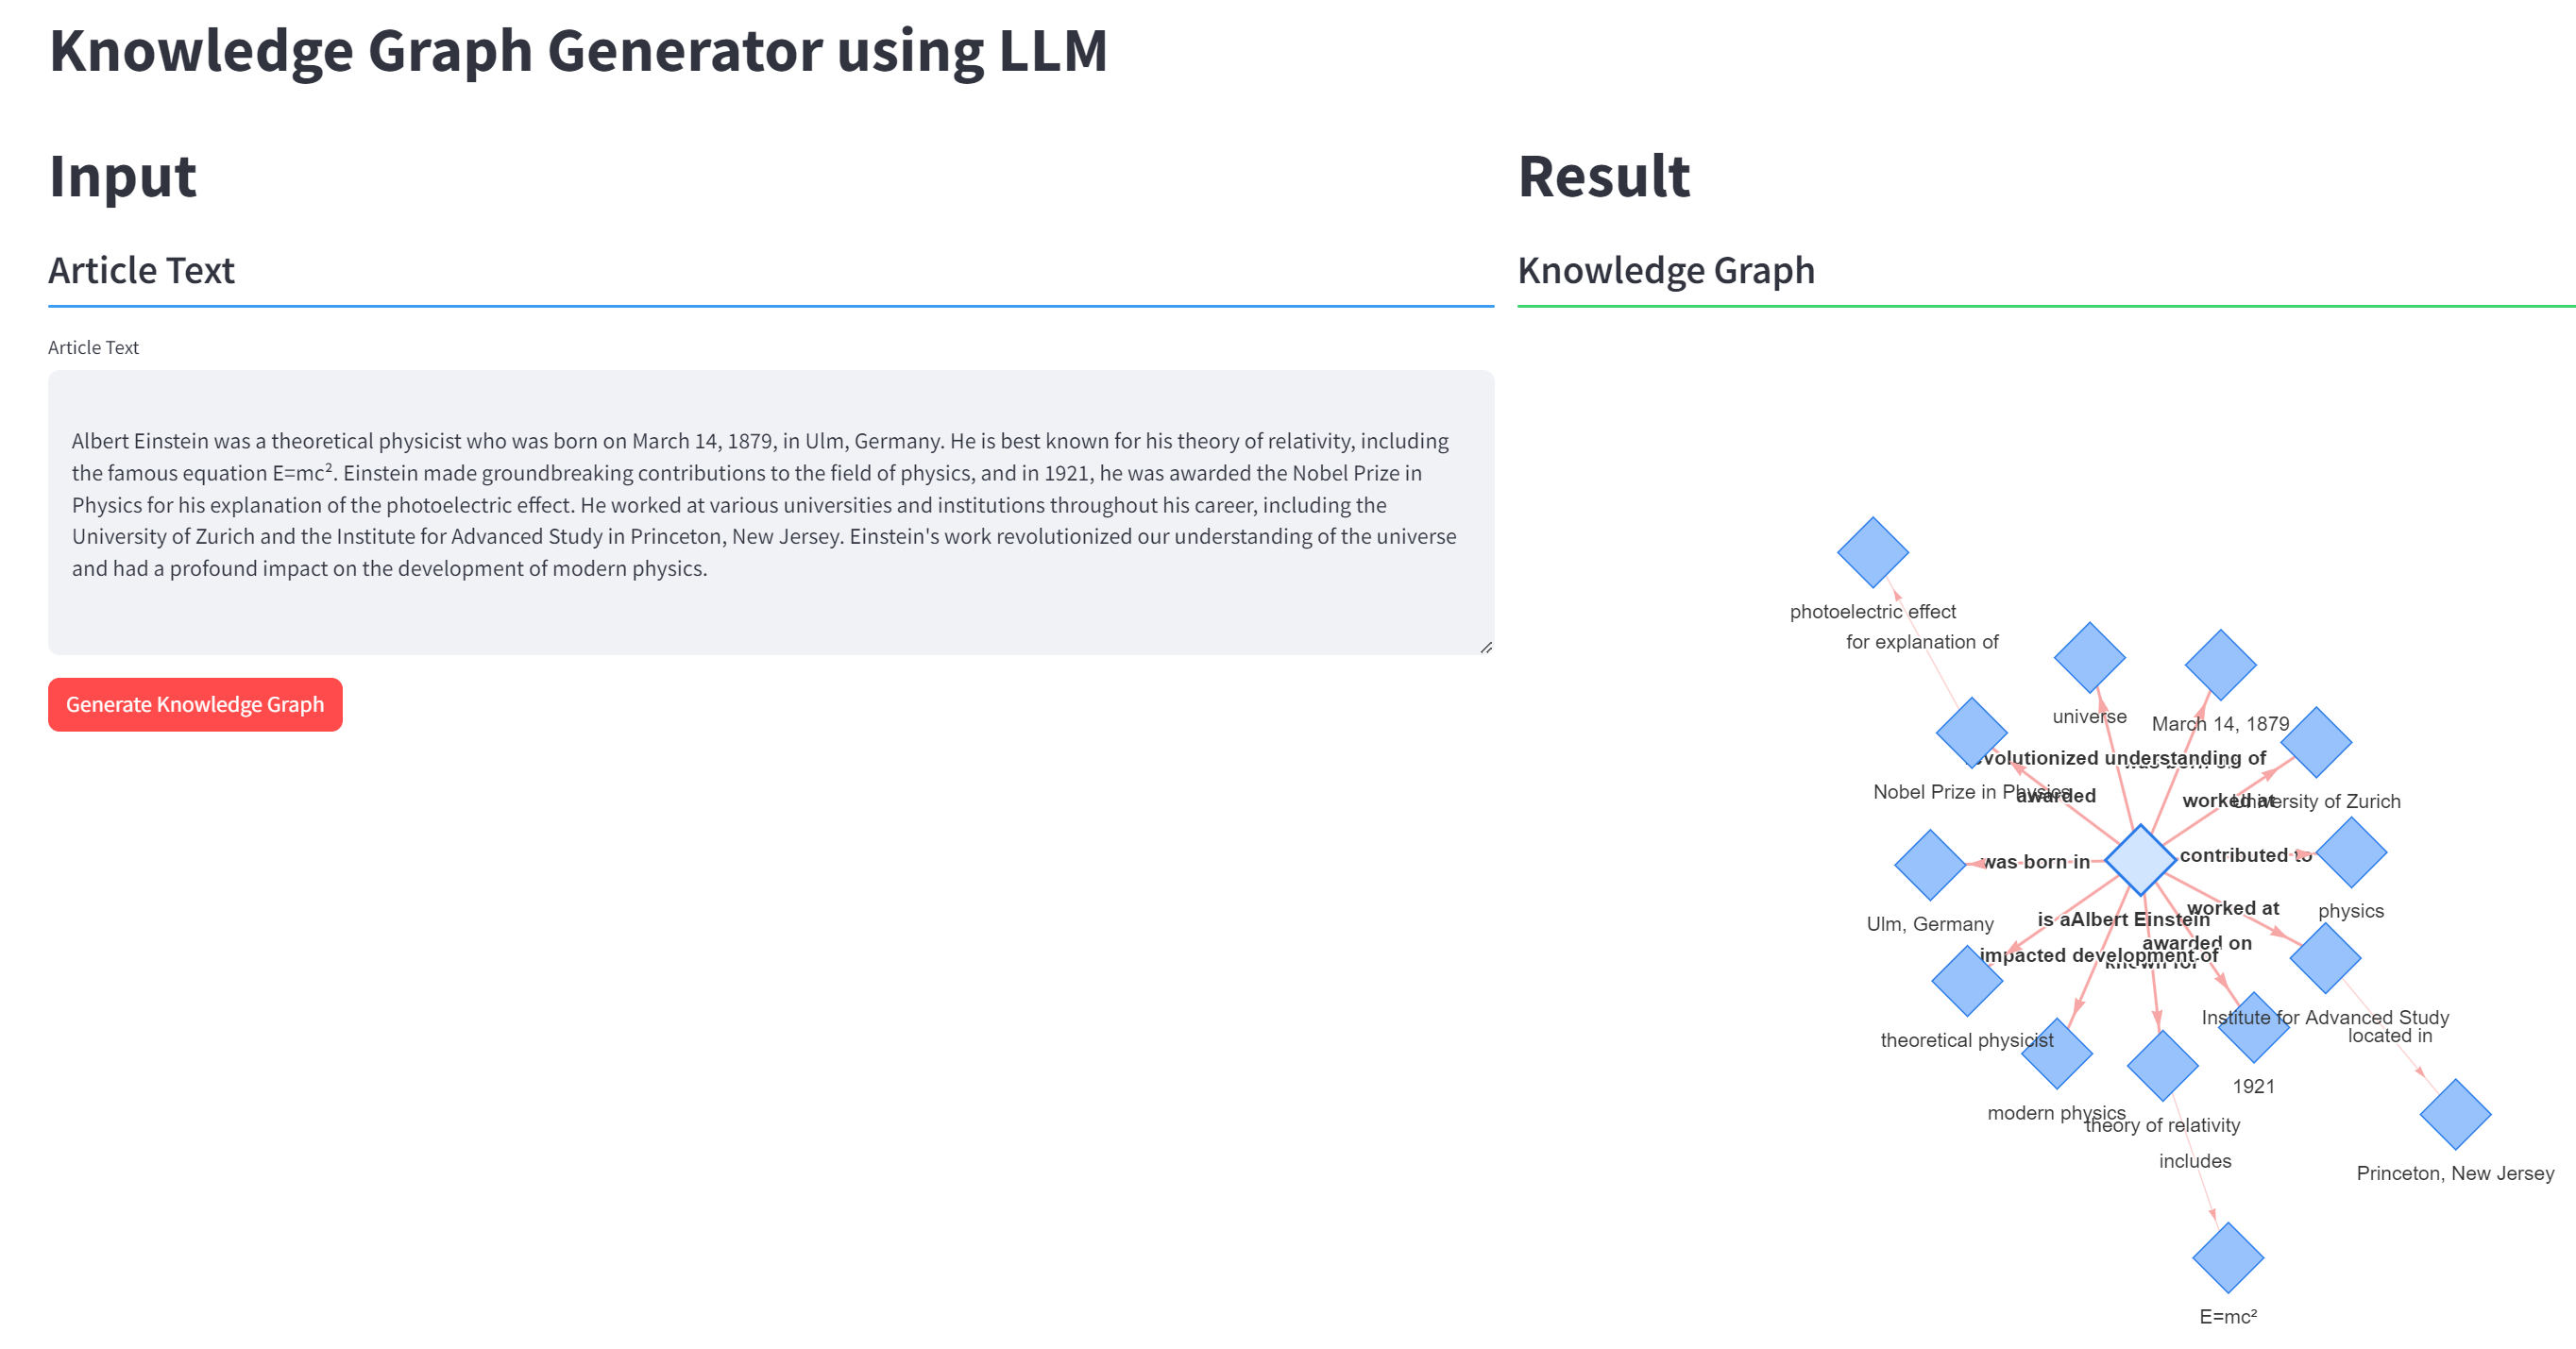 Knowledge Graph Generator using LLM
Input
Article Text
Article Text
Albert Einstein was a theoretical physicist who was born on March 14, 1879, in Ulm, Germany. He is best known for his theory of relativity, including
the famous equation E=mc². Einstein made groundbreaking contributions to the field of physics, and in 1921, he was awarded the Nobel Prize in
Physics for his explanation of the photoelectric effect. He worked at various universities and institutions throughout his career, including the
University of Zurich and the Institute for Advanced Study in Princeton, New Jersey. Einstein's work revolutionized our understanding of the universe
and had a profound impact on the development of modern physics.
Generate Knowledge Graph
Result
Knowledge Graph
photoelectric effect
for explanation of
universe
March 14, 1879
understanding of
Nobel Prize in Physics
awarded
worked at
University of Zurich
was born in
contributed to
Ulm, Germany
is a
Albert Einstein
worked at
physics
awarded on
impacted development of
known for
Institute for Advanced Study
located in
theoretical physicist
1921
modern physics
theory of relativity
includes
Princeton, New Jersey
E=mc²